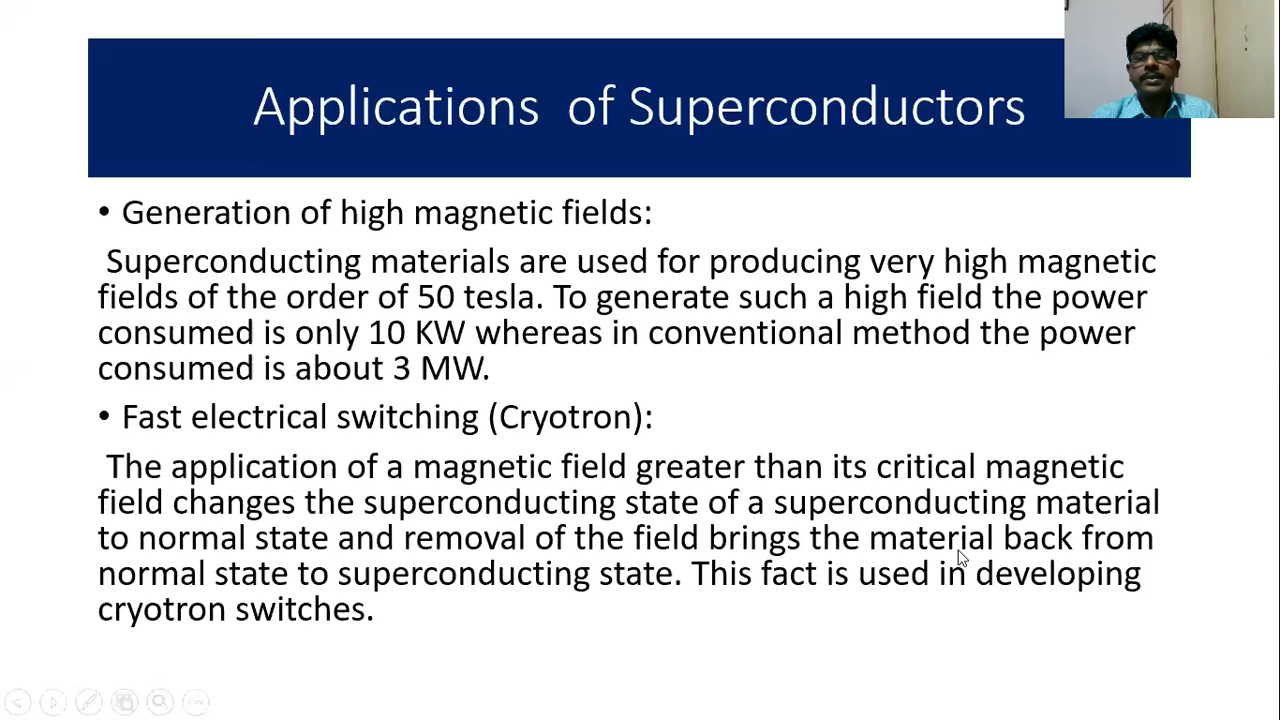 Applications of Superconductors
• Generation of high magnetic fields:
Superconducting materials are used for producing very high magnetic
fields of the order of 50 tesla. To generate such a high field the power
consumed is only 10 KW whereas in conventional method the power
consumed is about 3 MW.
• Fast electrical switching (Cryotron):
The application of a magnetic field greater than its critical magnetic
field changes the superconducting state of a superconducting material
to normal state and removal of the field brings the material back from
normal state to superconducting state. This fact is used in developing
cryotron switches.